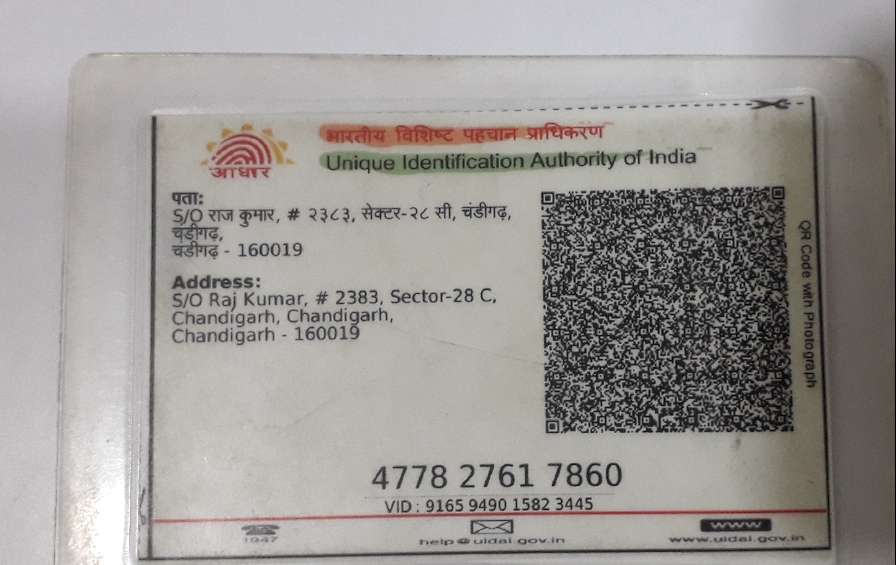 भारतीय विशिष्ट पहचान प्राधिकरण
Unique Identification Authority of India
आधार
पता:
S/O राज कुमार, # २३८३, सेक्टर-२८ सी, चंडीगढ़,
चंडीगढ़,
चंडीगढ़ - 160019
Address:
S/O Raj Kumar, # 2383, Sector-28 C,
Chandigarh, Chandigarh,
Chandigarh - 160019
QR Code with Photograph
4778 2761 7860
VID : 9165 9490 1582 3445
1947
help@uidai.gov.in
www
www.uidai.gov.in